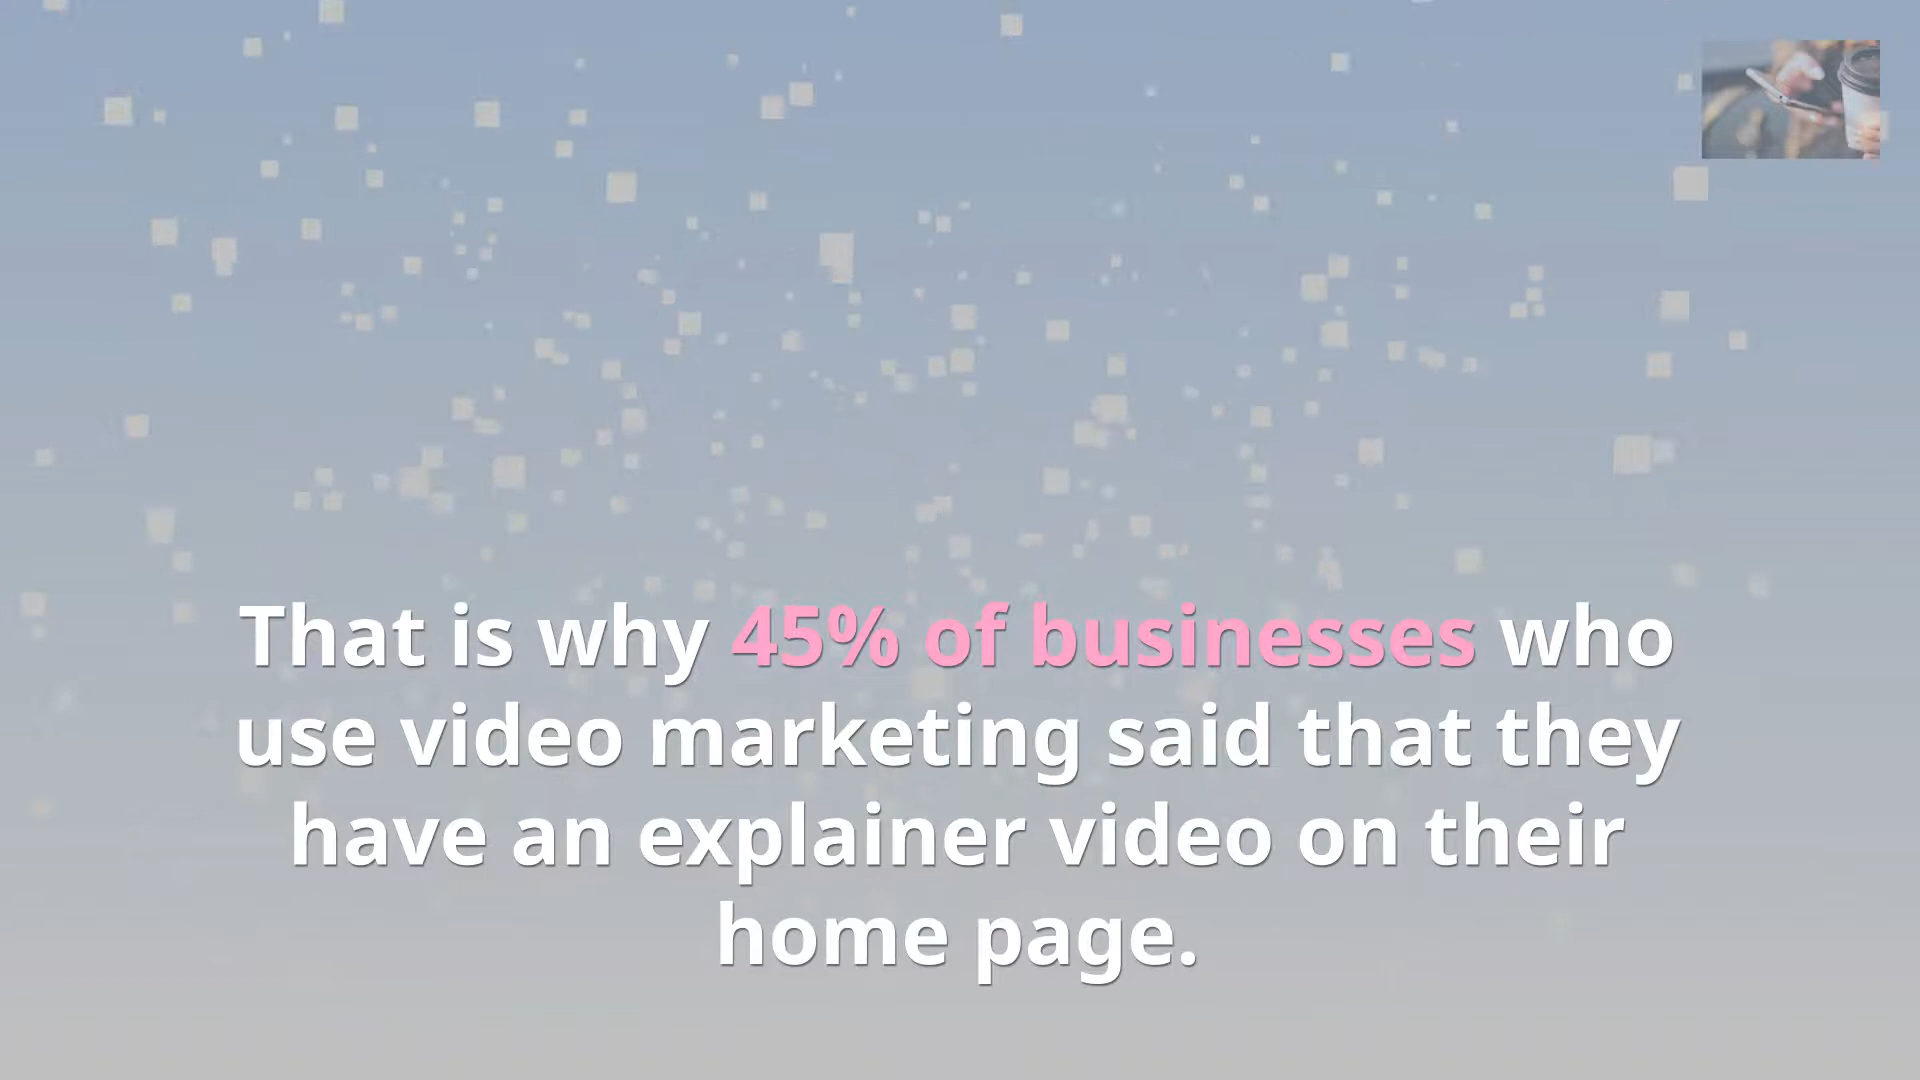 That is why 45% of businesses who
use video marketing said that they
have an explainer video on their
home page.